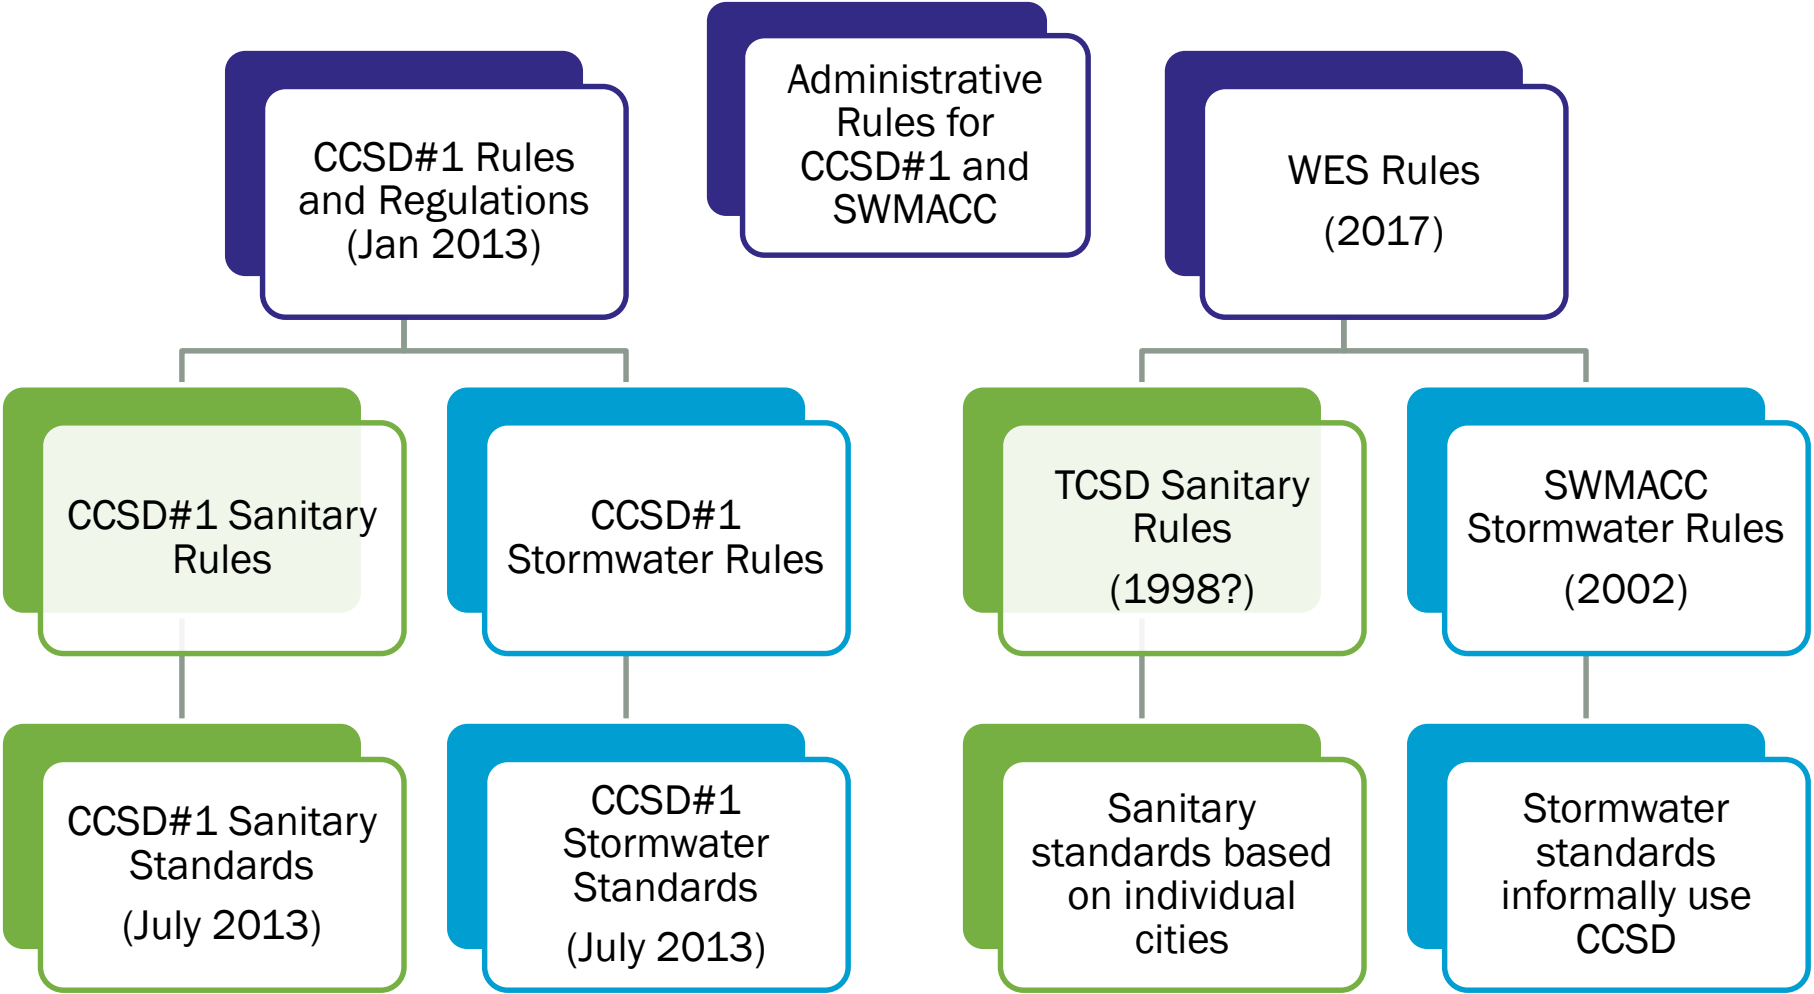 CCSD#1 Rules
and Regulations
(Jan 2013)
Administrative
Rules for
CCSD#1 and
SWMACC
WES Rules
(2017)
CCSD#1 Sanitary
Rules
CCSD#1
Stormwater Rules
TCSD Sanitary
Rules
(1998?)
SWMACC
Stormwater Rules
(2002)
CCSD#1 Sanitary
Standards
(July 2013)
CCSD#1
Stormwater
Standards
(July 2013)
Sanitary
standards based
on individual
cities
Stormwater
standards
informally use
CCSD